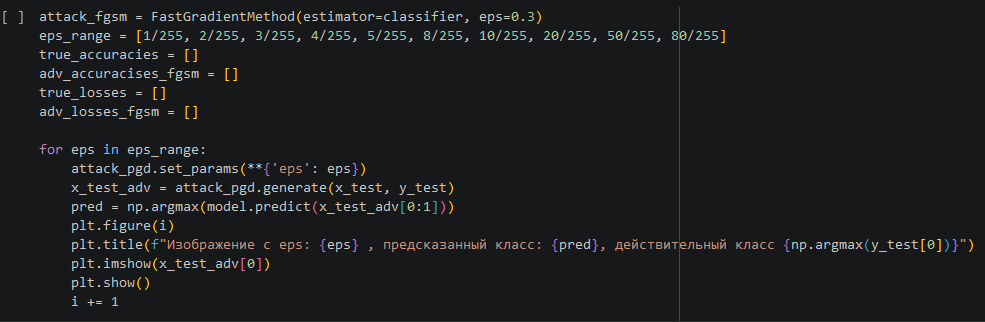 [ ] attack_fgsm = FastGradientMethod(estimator=classifier, eps=0.3)
eps_range = [1/255, 2/255, 3/255, 4/255, 5/255, 8/255, 10/255, 20/255, 50/255, 80/255]
true_accuracies = []
adv_accuracises_fgsm = []
true_losses = []
adv_losses_fgsm = []

for eps in eps_range:
    attack_pgd.set_params(**{'eps': eps})
    x_test_adv = attack_pgd.generate(x_test, y_test)
    pred = np.argmax(model.predict(x_test_adv[0:1]))
    plt.figure(i)
    plt.title(f"Изображение с eps: {eps} , предсказанный класс: {pred}, действительный класс {np.argmax(y_test[0])}")
    plt.imshow(x_test_adv[0])
    plt.show()
    i += 1